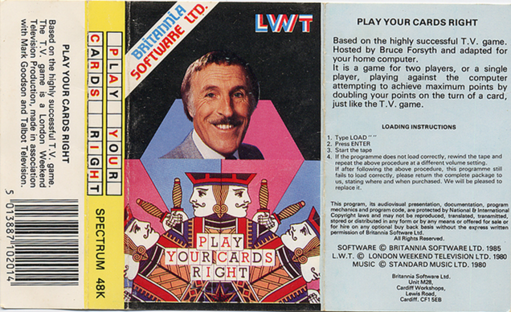 PLAY YOUR CARDS RIGHT
Based on the highly successful T.V. game.
The T.V. game is a London Weekend
Television Production, made in association
with Mark Goodson and Talbot Television.
5 013887 102014
PLAY YOUR
CARDS RIGHT
SPECTRUM 48K
BRITANNIA
SOFTWARE LTD.
LWT
PLAY
YOUR CARDS
RIGHT
PLAY YOUR CARDS RIGHT
Based on the highly successful T.V. game.
Hosted by Bruce Forsyth and adapted for
your home computer.
It is a game for two players, or a single
player, playing against the computer
attempting to achieve maximum points by
doubling your points on the turn of a card,
just like the T.V. game.
LOADING INSTRUCTIONS
1. Type LOAD " "
2. Press ENTER
3. Start the tape
4. If the programme does not load correctly, rewind the tape and
repeat the above procedure at a different volume setting.
If after following the above procedure, this programme still
fails to load correctly, please return the complete package to
us, stating where and when purchased. We will be pleased to
replace it.
This program, its audiovisual presentation, documentation, program
mechanics and program code, are protected by National & International
Copyright laws and may not be reproduced, translated, transmitted,
stored or distributed in any form or by any means or offered for sale or
for hire on any optional buy back basis without the express written
permission of Britannia Software Ltd.
All Rights Reserved.
SOFTWARE © BRITANNIA SOFTWARE LTD. 1985
L.W.T. © LONDON WEEKEND TELEVISION LTD. 1980
MUSIC © STANDARD MUSIC LTD. 1980
Britannia Software Ltd.
Unit M28,
Cardiff Workshops,
Lewis Road,
Cardiff. CF1 5EB